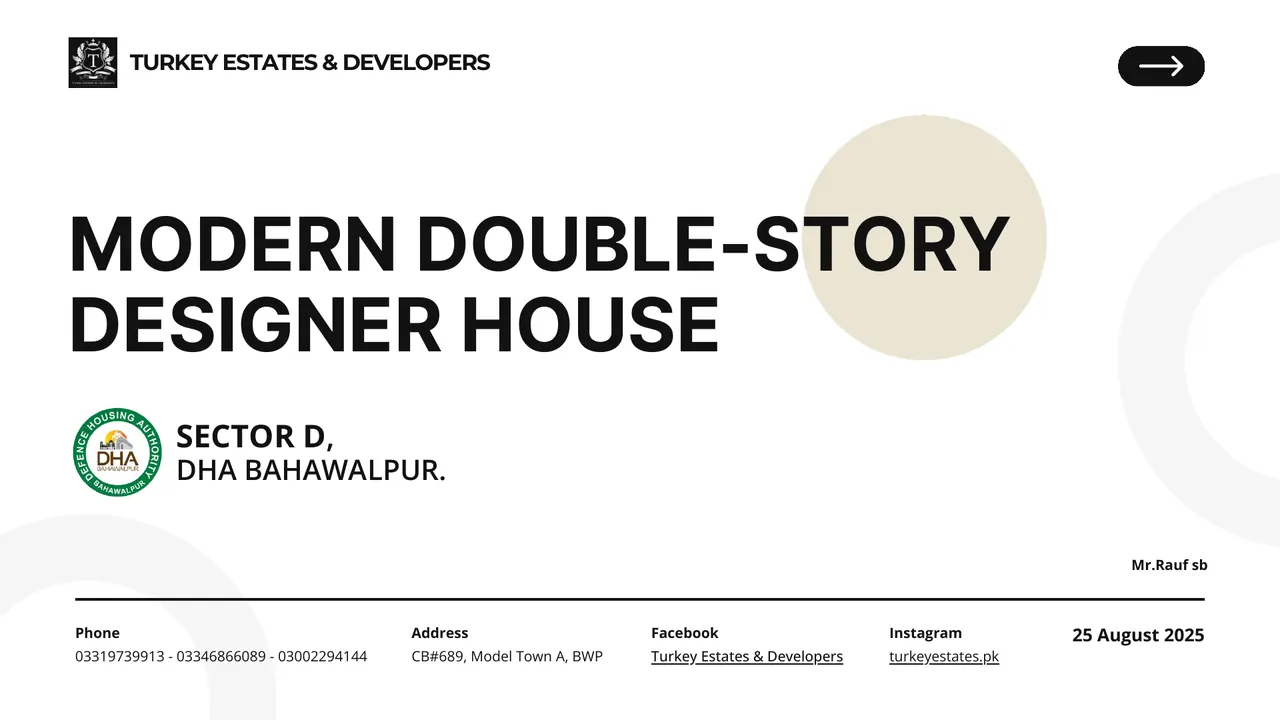 TURKEY ESTATES & DEVELOPERS
MODERN DOUBLE-STORY
DESIGNER HOUSE
DEFENCE HOUSING AUTHORITY
DHA
BAHAWALPUR
BAHAWALPUR
SECTOR D,
DHA BAHAWALPUR.
Mr.Rauf sb
Phone
03319739913 - 03346866089 - 03002294144
Address
CB#689, Model Town A, BWP
Facebook
Turkey Estates & Developers
Instagram
turkeyestates.pk
25 August 2025